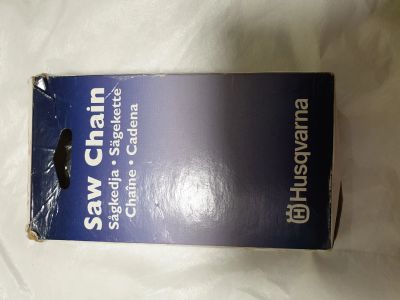 Saw Chain
Sågkedja · Sägekette
Chaîne · Cadena
Husqvarna